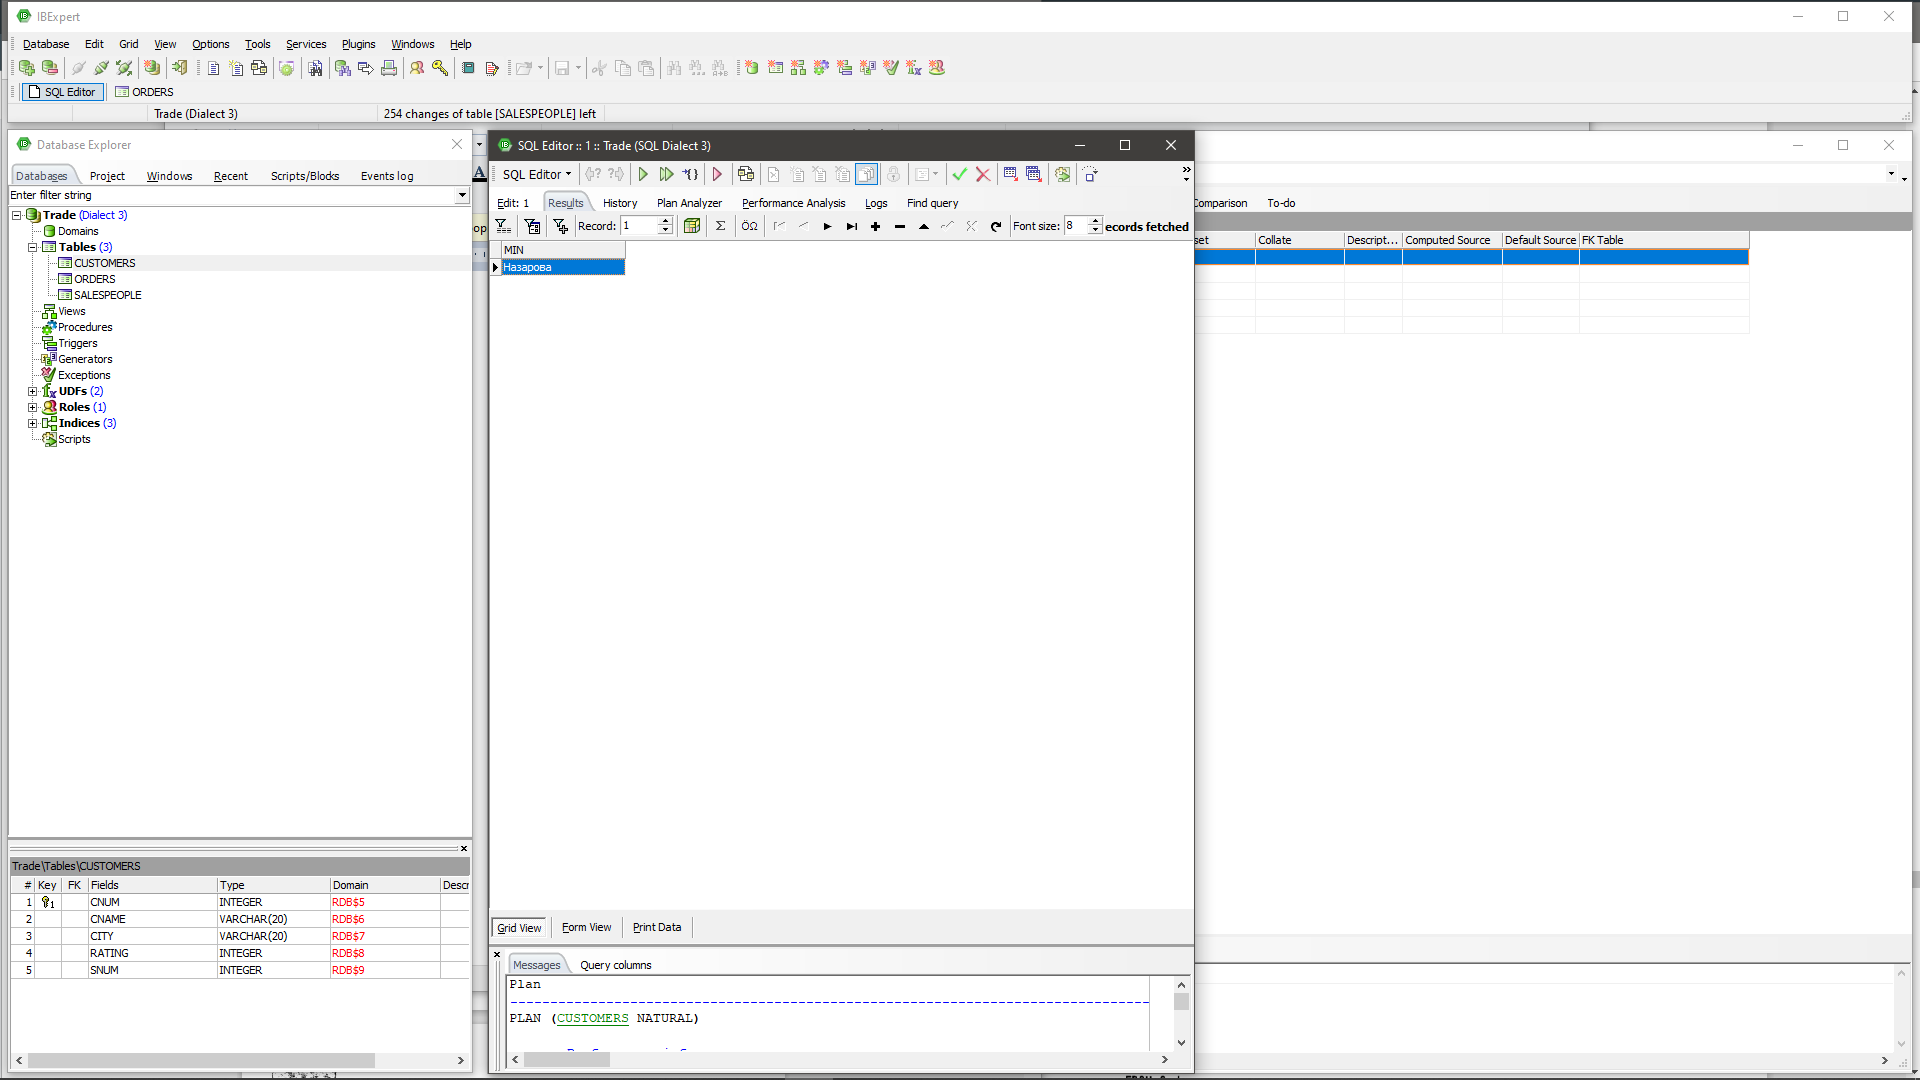 IBExpert
Database Edit Grid View Options Tools Services Plugins Windows Help
SQL Editor ORDERS
Trade (Dialect 3) 254 changes of table [SALESPEOPLE] left
Database Explorer
Databases Project Windows Recent Scripts/Blocks Events log
Enter filter string
Trade (Dialect 3)
Domains
Tables (3)
CUSTOMERS
ORDERS
SALESPEOPLE
Views
Procedures
Triggers
Generators
Exceptions
UDFs (2)
Roles (1)
Indices (3)
Scripts
Trade\Tables\CUSTOMERS
# Key FK Fields Type Domain Descr
1 1 CNUM INTEGER RDB$5
2 CNAME VARCHAR(20) RDB$6
3 CITY VARCHAR(20) RDB$7
4 RATING INTEGER RDB$8
5 SNUM INTEGER RDB$9
SQL Editor :: 1 :: Trade (SQL Dialect 3)
SQL Editor
Edit: 1 Results History Plan Analyzer Performance Analysis Logs Find query
Record: 1 Font size: 8 ecords fetched
MIN
Назарова
Grid View Form View Print Data
Messages Query columns
Plan
--------------------------------------------------------------------------------
PLAN (CUSTOMERS NATURAL)
Comparison To-do
set Collate Descript... Computed Source Default Source FK Table